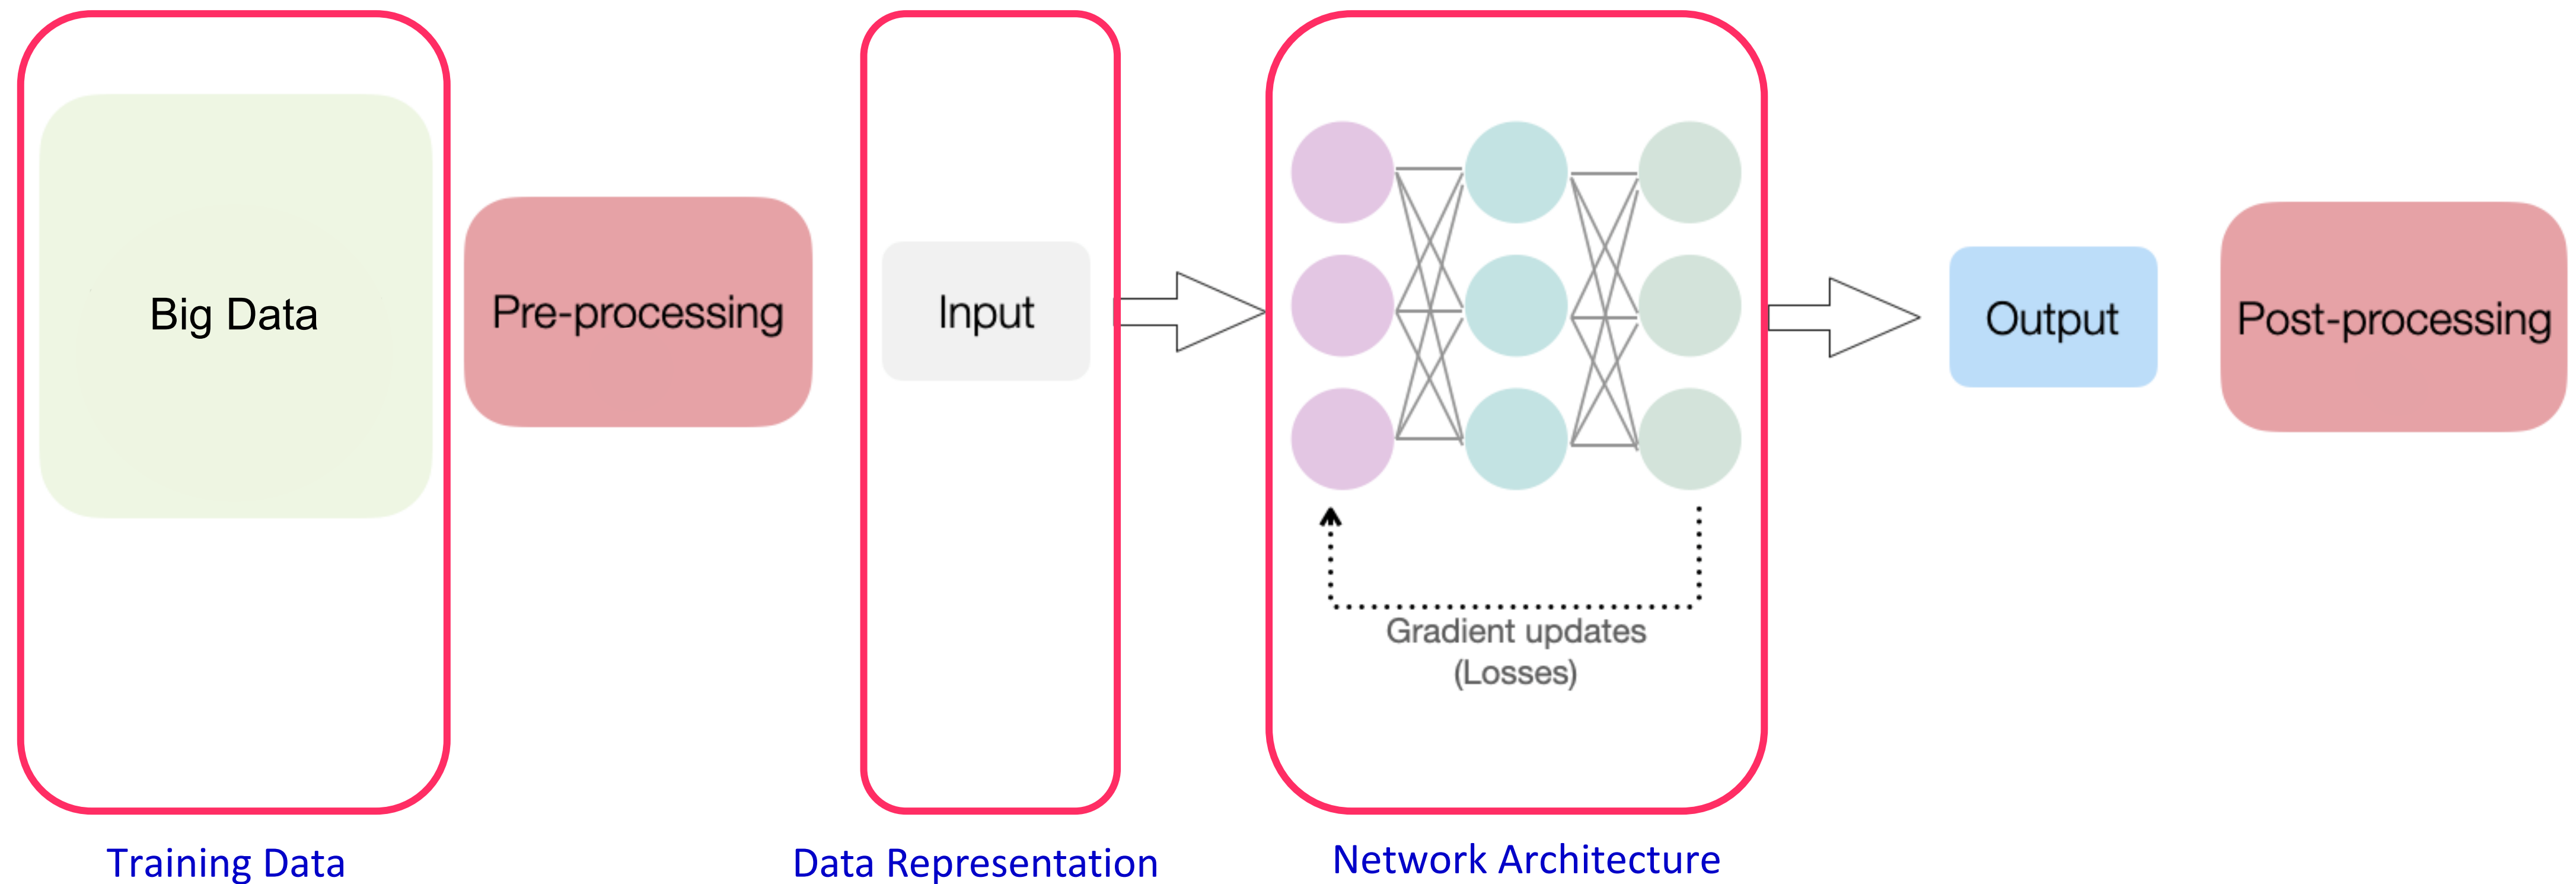 Big Data
Pre-processing
Input
Output
Post-processing
Gradient updates
(Losses)
Training Data
Data Representation
Network Architecture